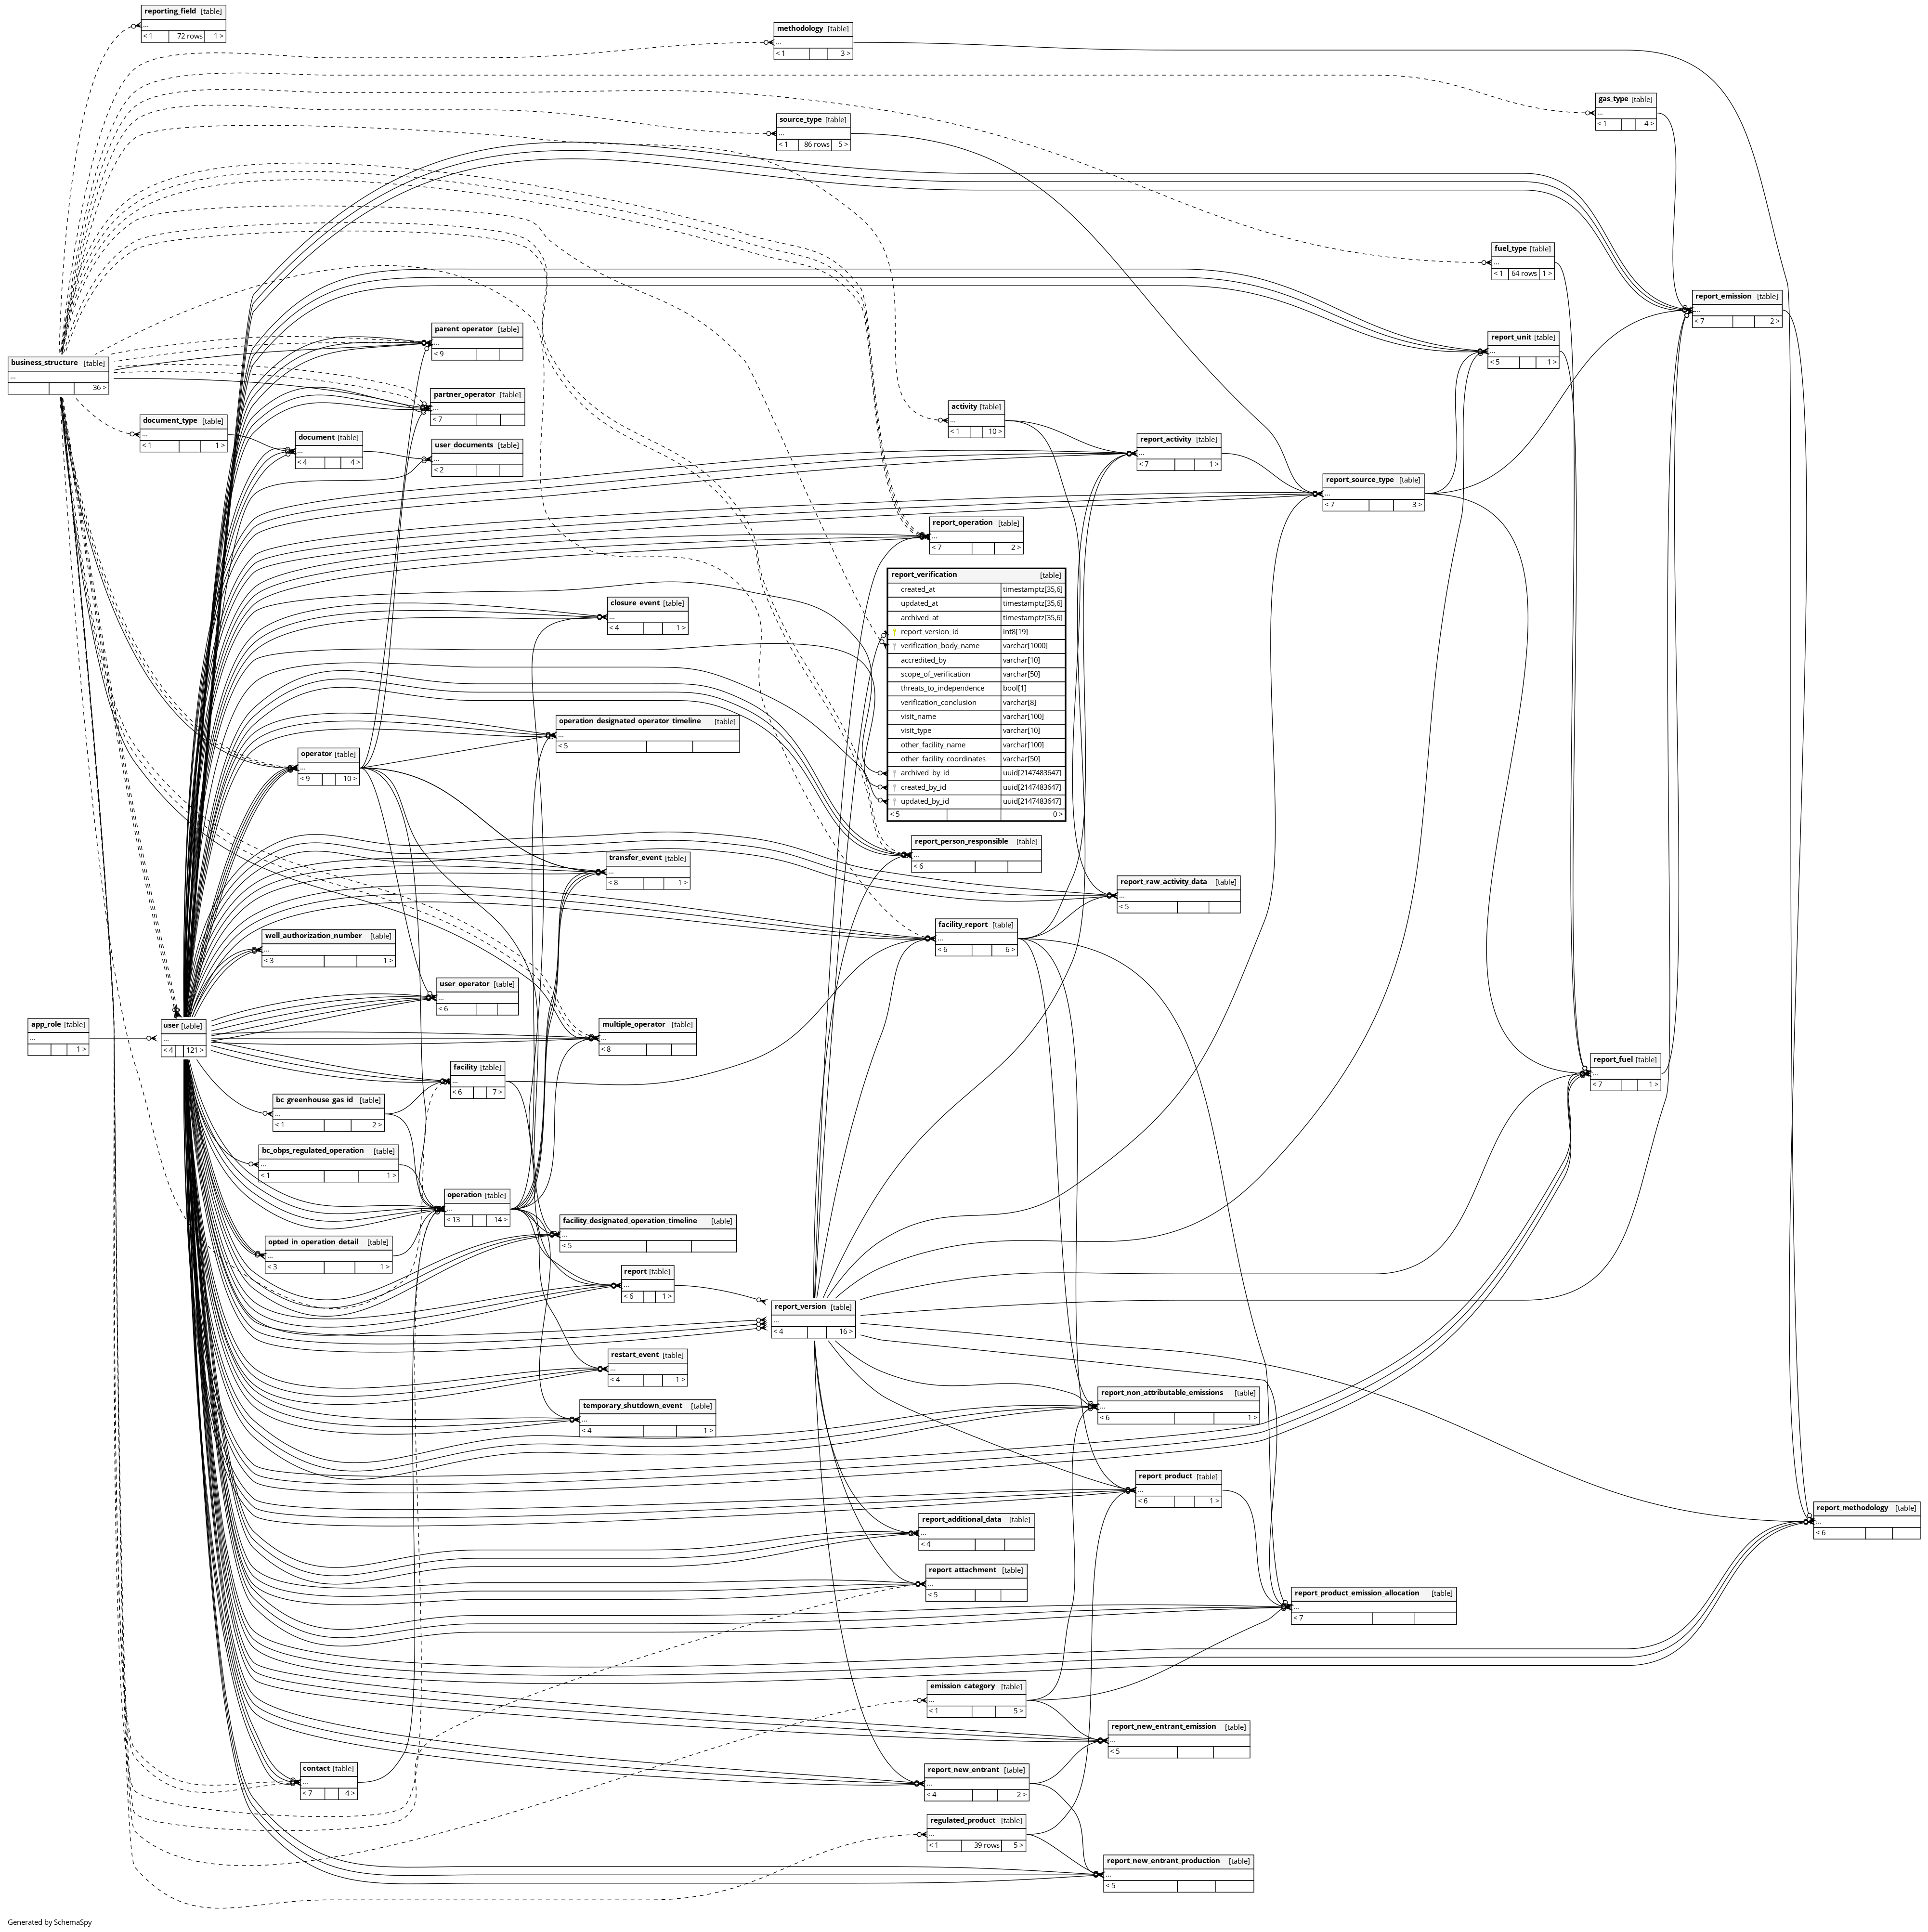 reporting_field [table]
...
< 1 72 rows 1 >
methodology [table]
...
< 1 3 >
gas_type [table]
...
< 1 4 >
source_type [table]
...
< 1 86 rows 5 >
fuel_type [table]
...
< 1 64 rows 1 >
report_emission [table]
...
< 7 2 >
parent_operator [table]
...
< 9
report_unit [table]
...
< 5 1 >
business_structure [table]
...
36 >
partner_operator [table]
...
< 7
activity [table]
...
< 1 10 >
document_type [table]
...
< 1 1 >
document [table]
...
< 4 4 >
user_documents [table]
...
< 2
report_activity [table]
...
< 7 1 >
report_source_type [table]
...
< 7 3 >
report_operation [table]
...
< 7 2 >
report_verification [table]
created_at timestamptz[35,6]
updated_at timestamptz[35,6]
archived_at timestamptz[35,6]
report_version_id int8[19]
verification_body_name varchar[1000]
accredited_by varchar[10]
scope_of_verification varchar[50]
threats_to_independence bool[1]
verification_conclusion varchar[8]
visit_name varchar[100]
visit_type varchar[10]
other_facility_name varchar[100]
other_facility_coordinates varchar[50]
archived_by_id uuid[2147483647]
created_by_id uuid[2147483647]
updated_by_id uuid[2147483647]
< 5 0 >
closure_event [table]
...
< 4 1 >
operation_designated_operator_timeline [table]
...
< 5
operator [table]
...
< 9 10 >
report_person_responsible [table]
...
< 6
transfer_event [table]
...
< 8 1 >
report_raw_activity_data [table]
...
< 5
facility_report [table]
...
< 6 6 >
well_authorization_number [table]
...
< 3 1 >
user_operator [table]
...
< 6
app_role [table]
...
1 >
user [table]
...
< 4 121 >
multiple_operator [table]
...
< 8
facility [table]
...
< 6 7 >
report_fuel [table]
...
< 7 1 >
bc_greenhouse_gas_id [table]
...
< 1 2 >
bc_obps_regulated_operation [table]
...
< 1 1 >
operation [table]
...
< 13 14 >
facility_designated_operation_timeline [table]
...
< 5
opted_in_operation_detail [table]
...
< 3 1 >
report [table]
...
< 6 1 >
report_version [table]
...
< 4 16 >
restart_event [table]
...
< 4 1 >
temporary_shutdown_event [table]
...
< 4 1 >
report_non_attributable_emissions [table]
...
< 6 1 >
report_product [table]
...
< 6 1 >
report_methodology [table]
...
< 6
report_additional_data [table]
...
< 4
report_attachment [table]
...
< 5
report_product_emission_allocation [table]
...
< 7
emission_category [table]
...
< 1 5 >
report_new_entrant_emission [table]
...
< 5
contact [table]
...
< 7 4 >
report_new_entrant [table]
...
< 4 2 >
regulated_product [table]
...
< 1 39 rows 5 >
report_new_entrant_production [table]
...
< 5
Generated by SchemaSpy